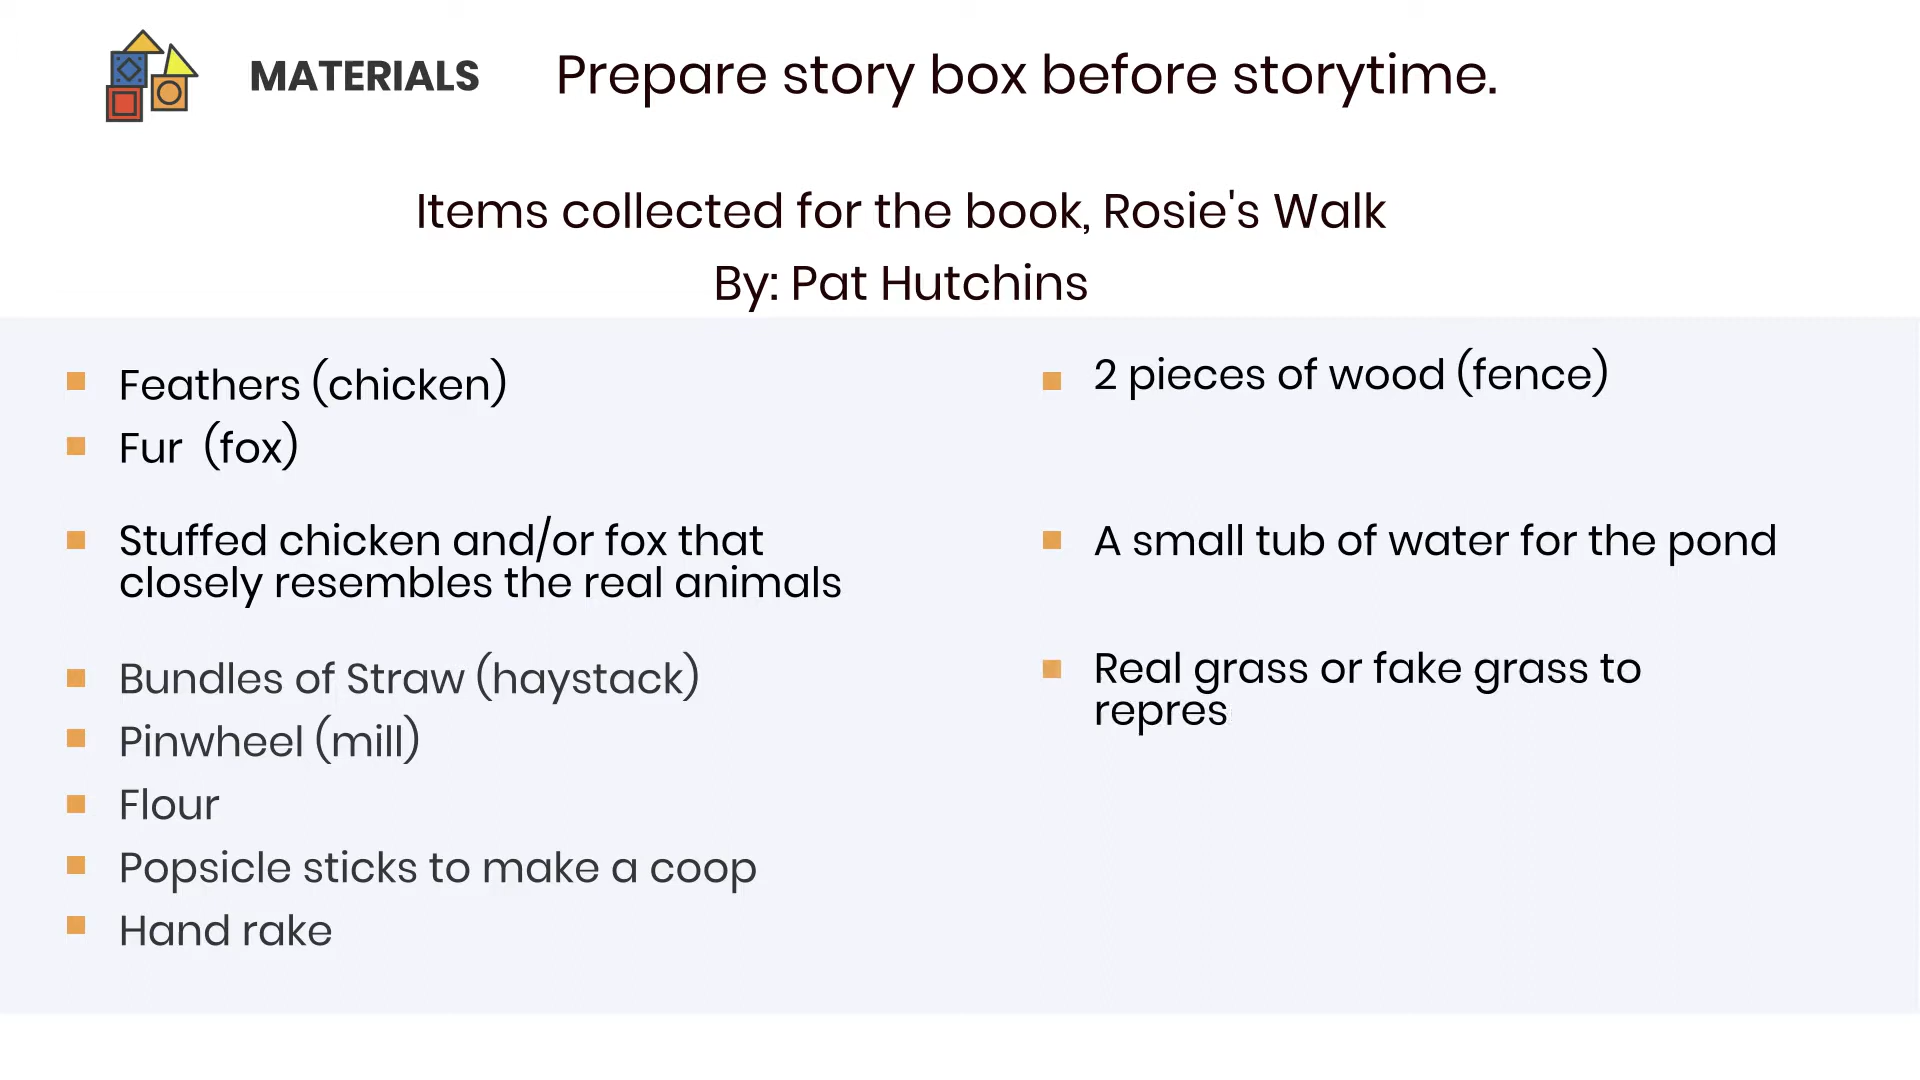 MATERIALS
Prepare story box before storytime.
Items collected for the book, Rosie's Walk
By: Pat Hutchins
Feathers (chicken)
Fur (fox)
Stuffed chicken and/or fox that
closely resembles the real animals
Bundles of Straw (haystack)
Pinwheel (mill)
Flour
Popsicle sticks to make a coop
Hand rake
2 pieces of wood (fence)
A small tub of water for the pond
Real grass or fake grass to
repres